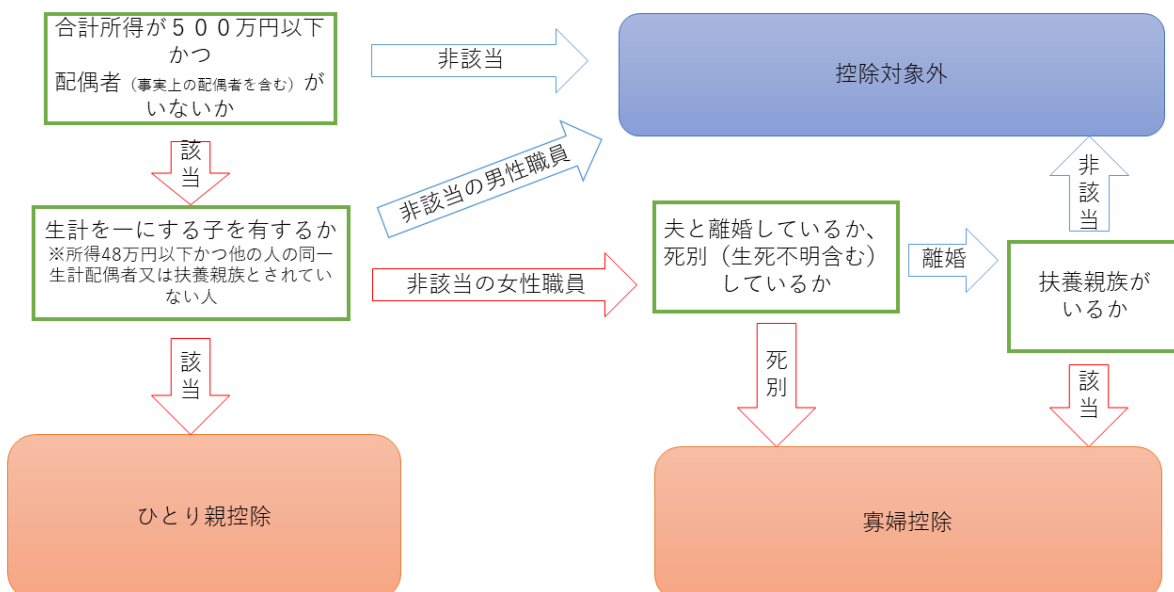 合計所得が５００万円以下
かつ
配偶者（事実上の配偶者を含む）が
いないか
非該当
控除対象外
該当
非該当の男性職員
非該当
生計を一にする子を有するか
※所得48万円以下かつ他の人の同一
生計配偶者又は扶養親族とされてい
ない人
非該当の女性職員
夫と離婚しているか、
死別（生死不明含む）
しているか
離婚
扶養親族が
いるか
該当
死別
該当
ひとり親控除
寡婦控除